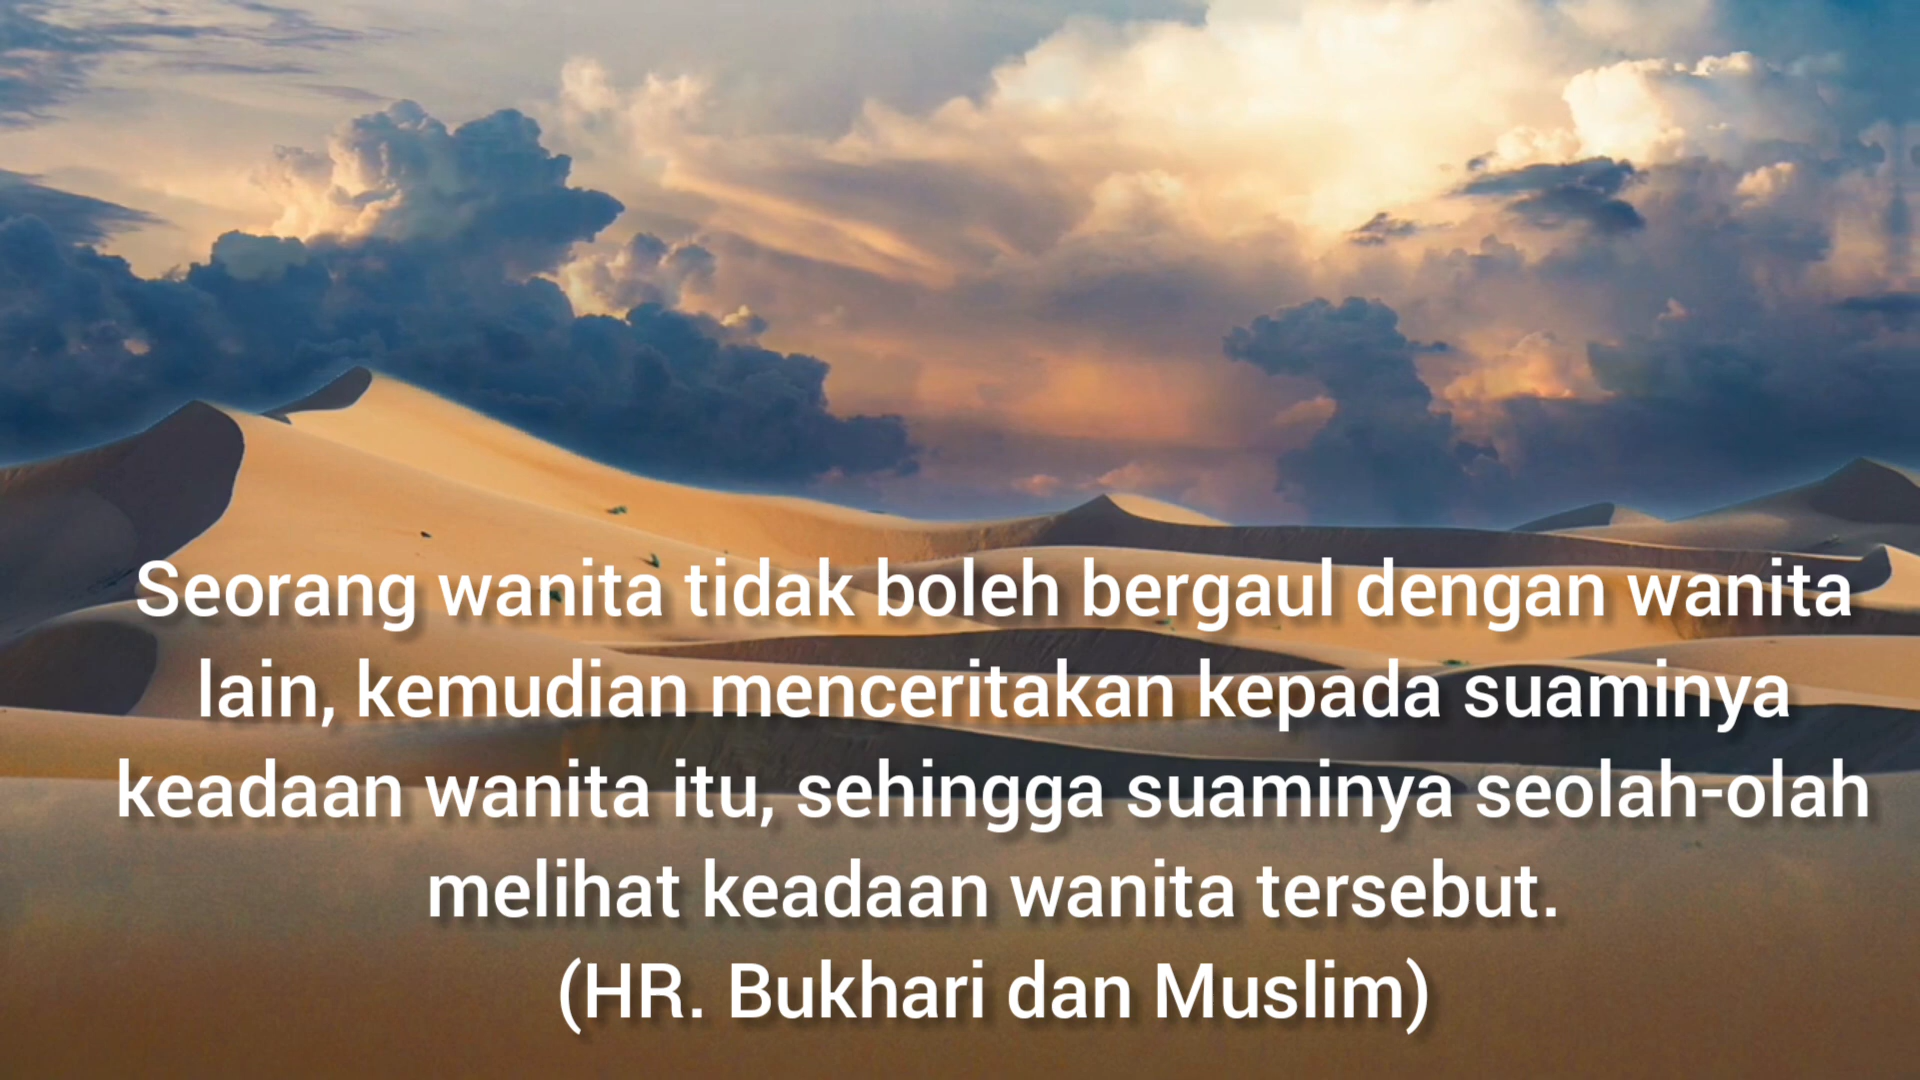 Seorang wanita tidak boleh bergaul dengan wanita
lain, kemudian menceritakan kepada suaminya
keadaan wanita itu, sehingga suaminya seolah-olah
melihat keadaan wanita tersebut.
(HR. Bukhari dan Muslim)